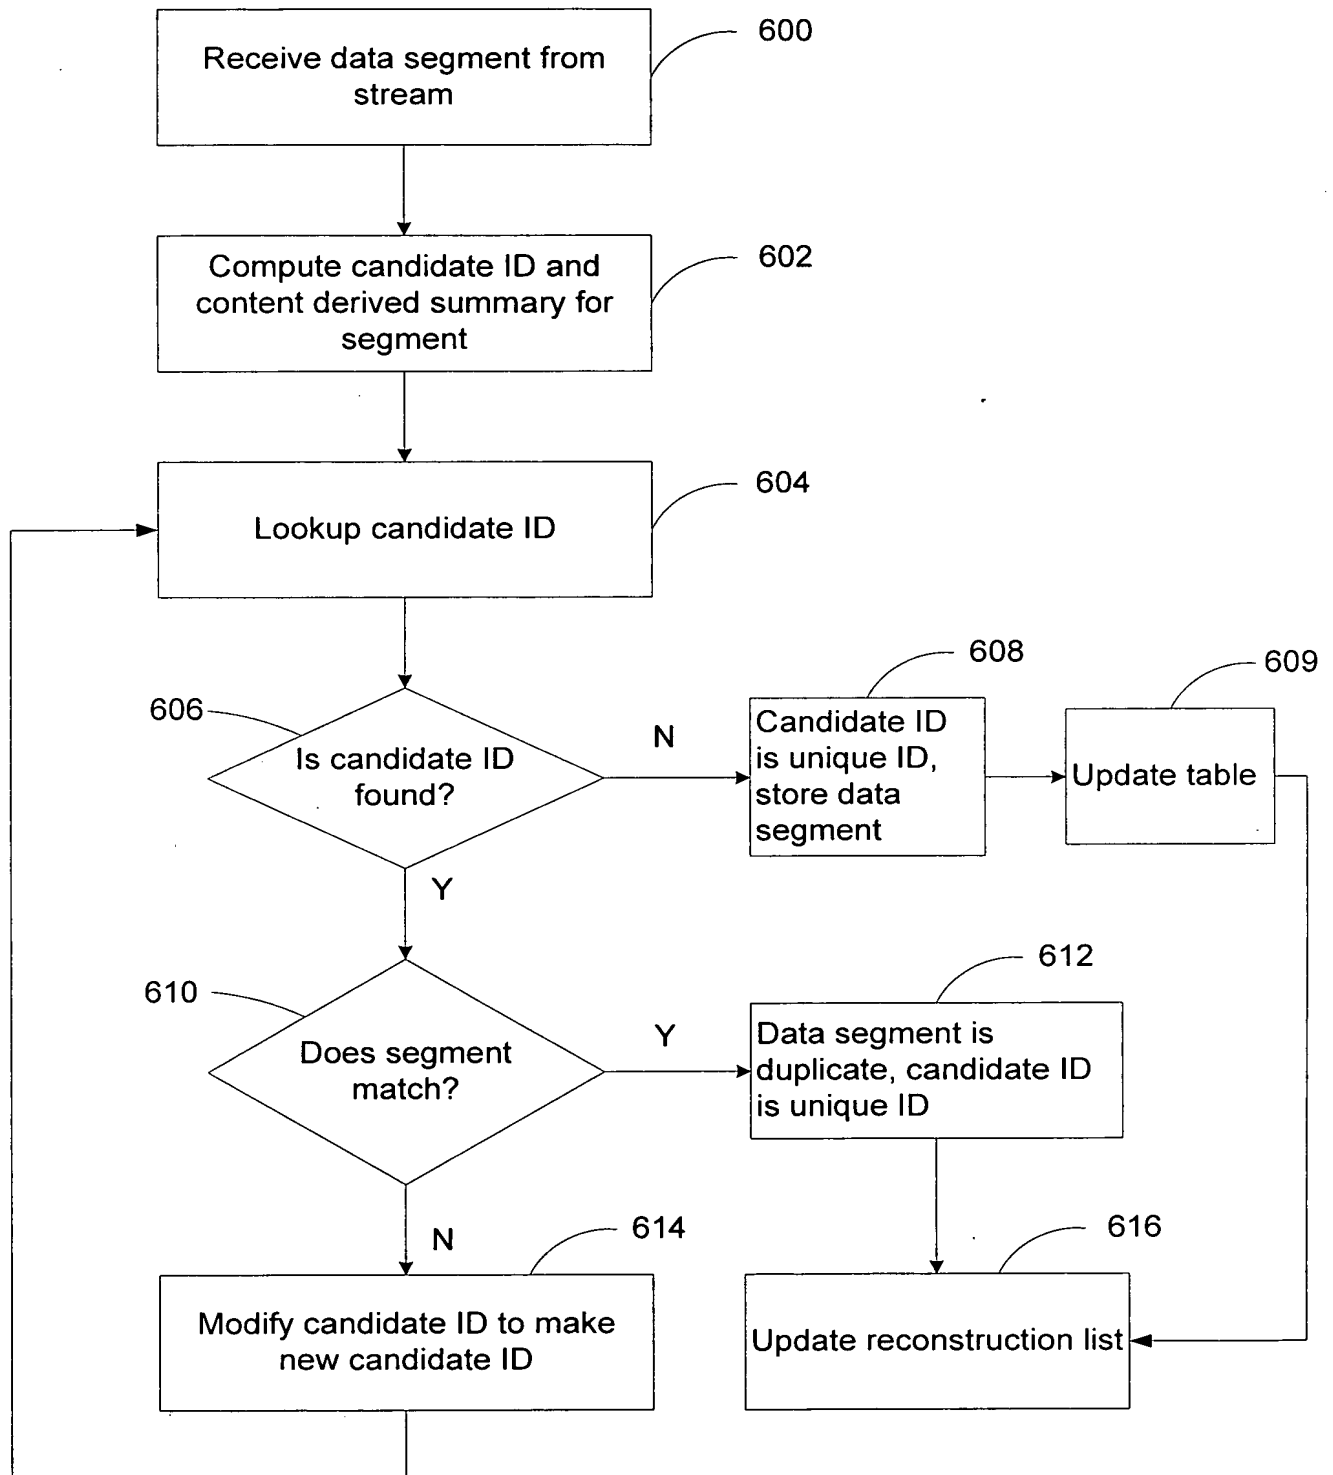 600
Receive data segment from
stream
602
Compute candidate ID and
content derived summary for
segment
604
Lookup candidate ID
606
Is candidate ID
found?
N
608
Candidate ID
is unique ID,
store data
segment
609
Update table
Y
610
Does segment
match?
Y
612
Data segment is
duplicate, candidate ID
is unique ID
N
614
Modify candidate ID to make
new candidate ID
616
Update reconstruction list